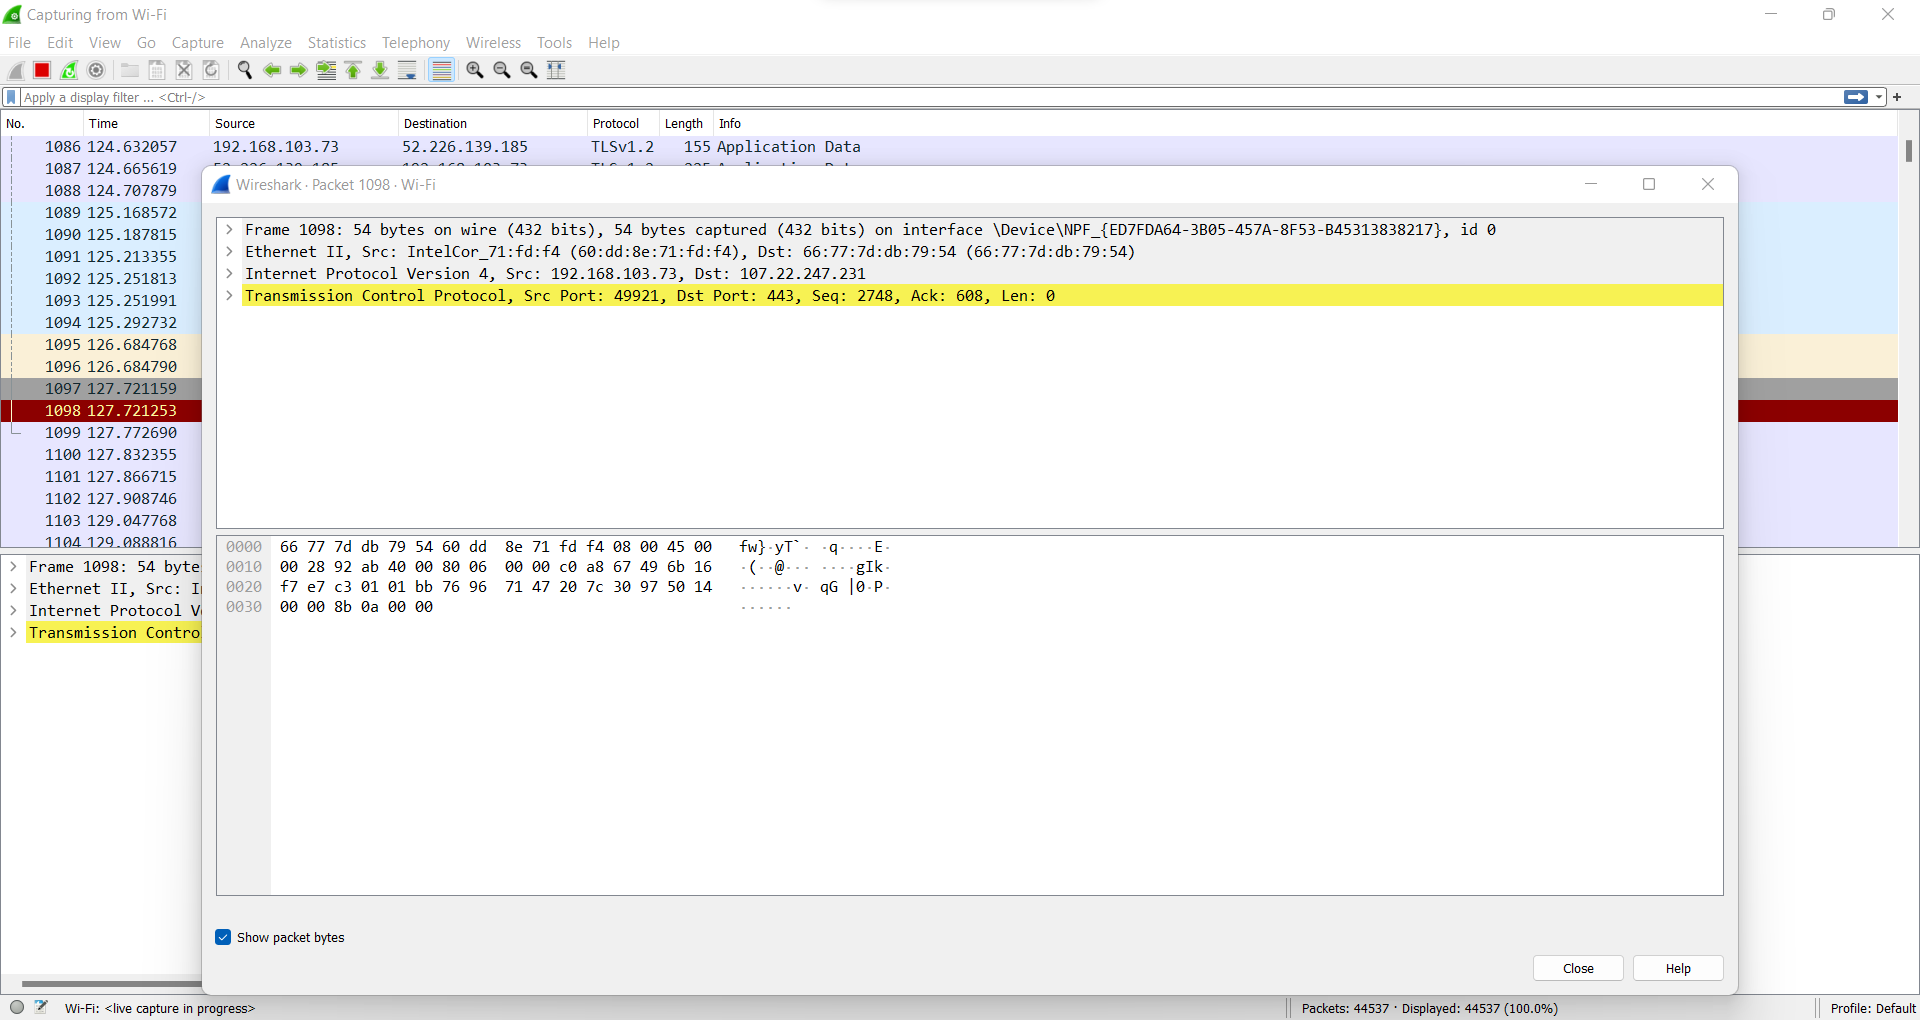 Capturing from Wi-Fi
File Edit View Go Capture Analyze Statistics Telephony Wireless Tools Help
Apply a display filter ... <Ctrl-/>
No. Time Source Destination Protocol Length Info
1086 124.632057 192.168.103.73 52.226.139.185 TLSv1.2 155 Application Data
1087 124.665619
1088 124.707879
1089 125.168572
1090 125.187815
1091 125.213355
1092 125.251813
1093 125.251991
1094 125.292732
1095 126.684768
1096 126.684790
1097 127.721159
1098 127.721253
1099 127.772690
1100 127.832355
1101 127.866715
1102 127.908746
1103 129.047768
1104 129.088816
Frame 1098: 54 byte
Ethernet II, Src: I
Internet Protocol V
Transmission Contro
Wireshark · Packet 1098 · Wi-Fi
Frame 1098: 54 bytes on wire (432 bits), 54 bytes captured (432 bits) on interface \Device\NPF_{ED7FDA64-3B05-457A-8F53-B45313838217}, id 0
Ethernet II, Src: IntelCor_71:fd:f4 (60:dd:8e:71:fd:f4), Dst: 66:77:7d:db:79:54 (66:77:7d:db:79:54)
Internet Protocol Version 4, Src: 192.168.103.73, Dst: 107.22.247.231
Transmission Control Protocol, Src Port: 49921, Dst Port: 443, Seq: 2748, Ack: 608, Len: 0
0000 66 77 7d db 79 54 60 dd 8e 71 fd f4 08 00 45 00 fw}·yT`· ·q····E·
0010 00 28 92 ab 40 00 80 06 00 00 c0 a8 67 49 6b 16 ·(··@··· ····gIk·
0020 f7 e7 c3 01 01 bb 76 96 71 47 20 7c 30 97 50 14 ······v· qG |0·P·
0030 00 00 8b 0a 00 00 ······
Show packet bytes
Close Help
Wi-Fi: <live capture in progress> Packets: 44537 · Displayed: 44537 (100.0%) Profile: Default